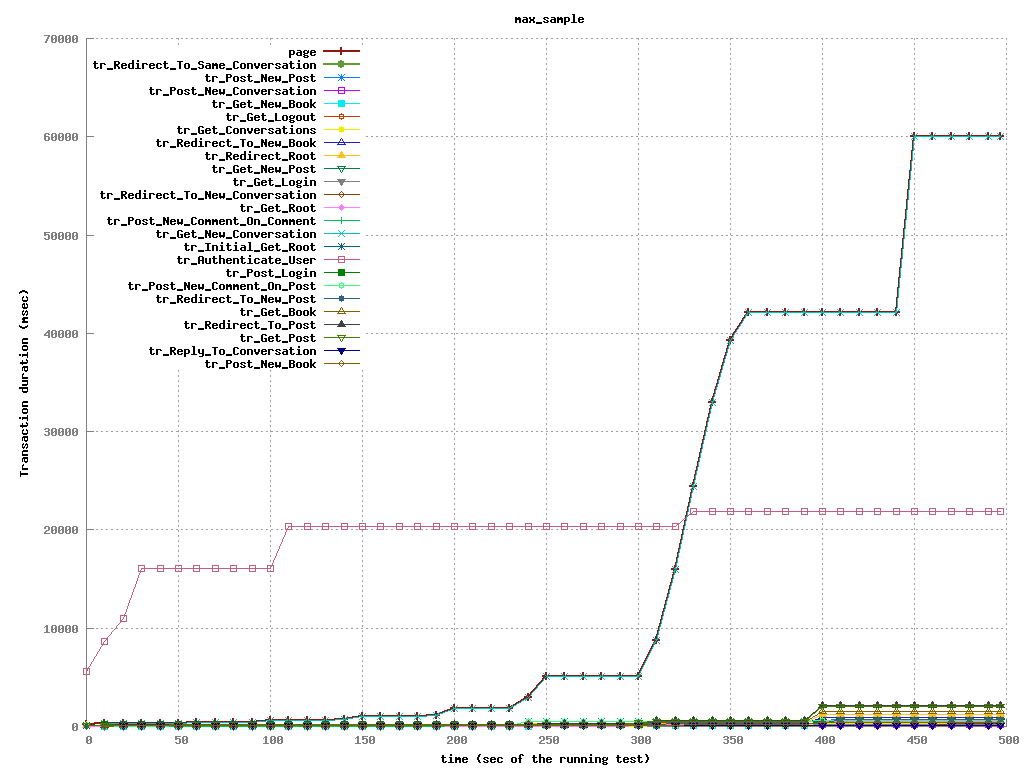 max_sample
70000
60000
50000
40000
30000
20000
10000
0
Transaction duration (msec)
page
tr_Redirect_To_Same_Conversation
tr_Post_New_Post
tr_Post_New_Conversation
tr_Get_New_Book
tr_Get_Logout
tr_Get_Conversations
tr_Redirect_To_New_Book
tr_Redirect_Root
tr_Get_New_Post
tr_Get_Login
tr_Redirect_To_New_Conversation
tr_Get_Root
tr_Post_New_Comment_On_Comment
tr_Get_New_Conversation
tr_Initial_Get_Root
tr_Authenticate_User
tr_Post_Login
tr_Post_New_Comment_On_Post
tr_Redirect_To_New_Post
tr_Get_Book
tr_Redirect_To_Post
tr_Get_Post
tr_Reply_To_Conversation
tr_Post_New_Book
0 50 100 150 200 250 300 350 400 450 500
time (sec of the running test)